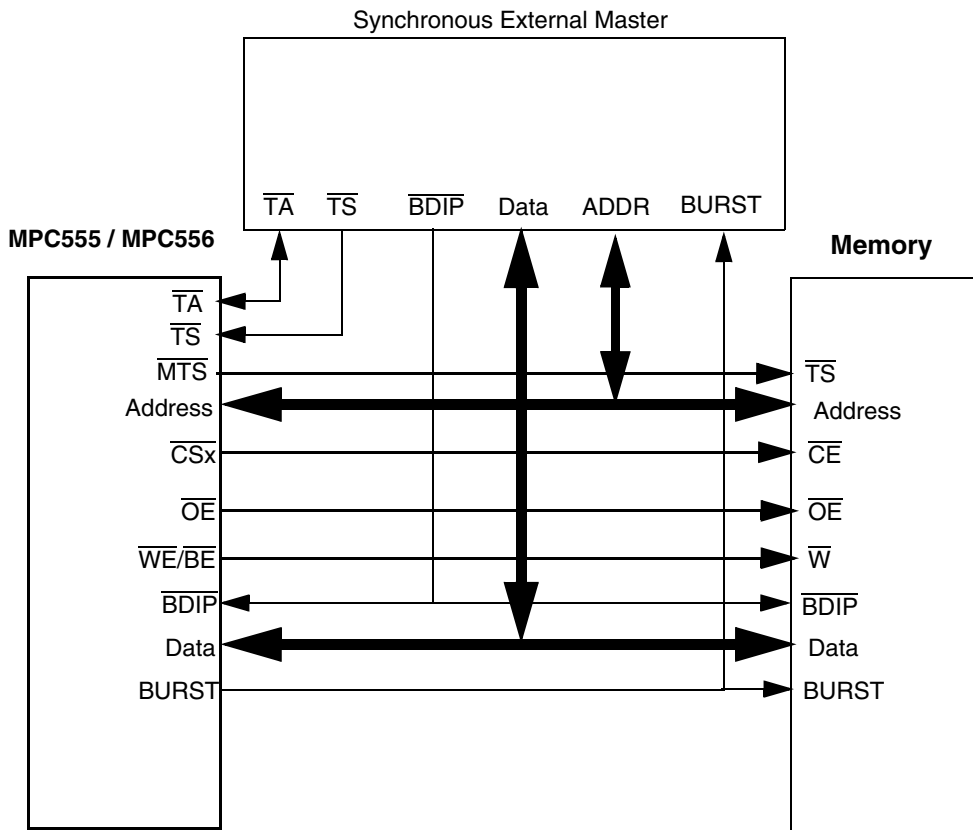 Synchronous External Master
TA TS BDIP Data ADDR BURST
MPC555 / MPC556
Memory
TA
TS
MTS
TS
Address
Address
CSx
CE
OE
OE
WE/BE
W
BDIP
BDIP
Data
Data
BURST
BURST